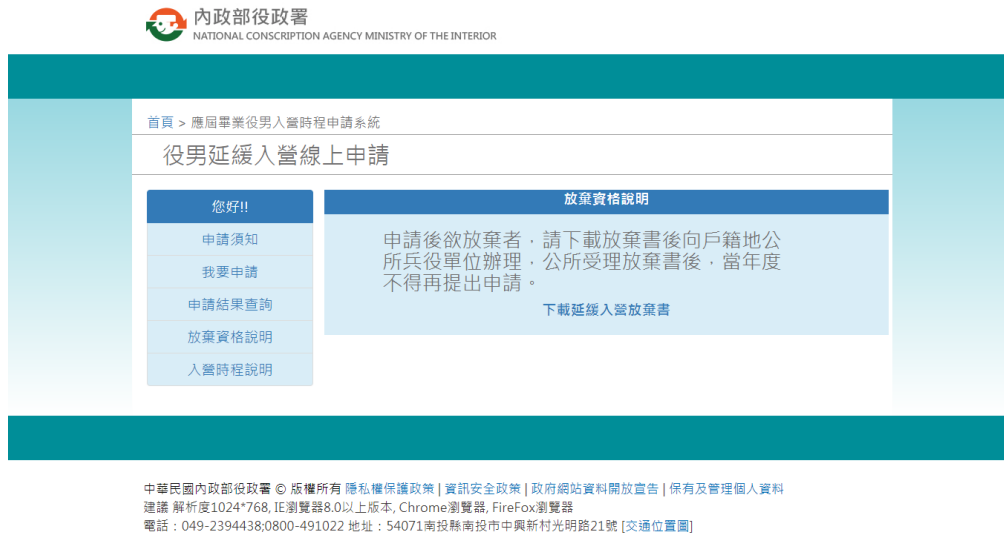 內政部役政署
NATIONAL CONSCRIPTION AGENCY MINISTRY OF THE INTERIOR
首頁 > 應屆畢業役男入營時程申請系統
役男延緩入營線上申請
您好!!
申請須知
我要申請
申請結果查詢
放棄資格說明
入營時程說明
放棄資格說明
申請後欲放棄者，請下載放棄書後向戶籍地公
所兵役單位辦理，公所受理放棄書後，當年度
不得再提出申請。
下載延緩入營放棄書
中華民國內政部役政署 © 版權所有 隱私權保護政策 | 資訊安全政策 | 政府網站資料開放宣告 | 保有及管理個人資料
建議 解析度1024*768, IE瀏覽器8.0以上版本, Chrome瀏覽器, FireFox瀏覽器
電話：049-2394438;0800-491022 地址：54071南投縣南投市中興新村光明路21號 [交通位置圖]